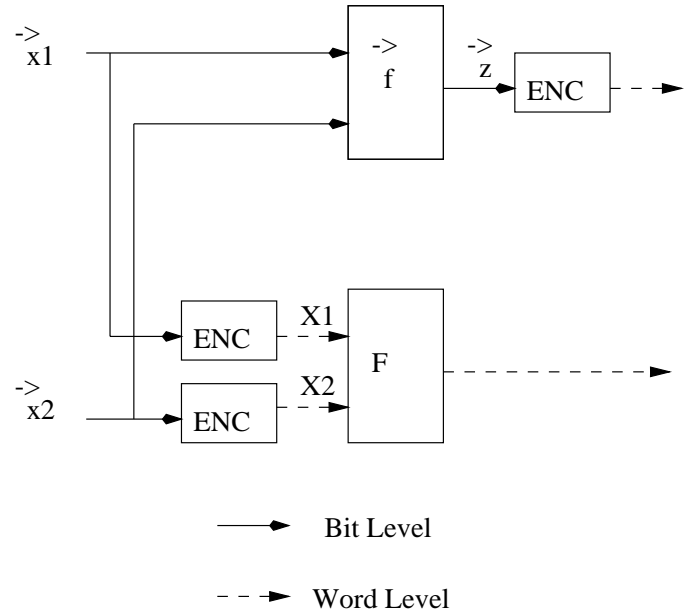 ->
x1
->
f
->
z
ENC
ENC
X1
F
X2
ENC
->
x2
Bit Level
Word Level